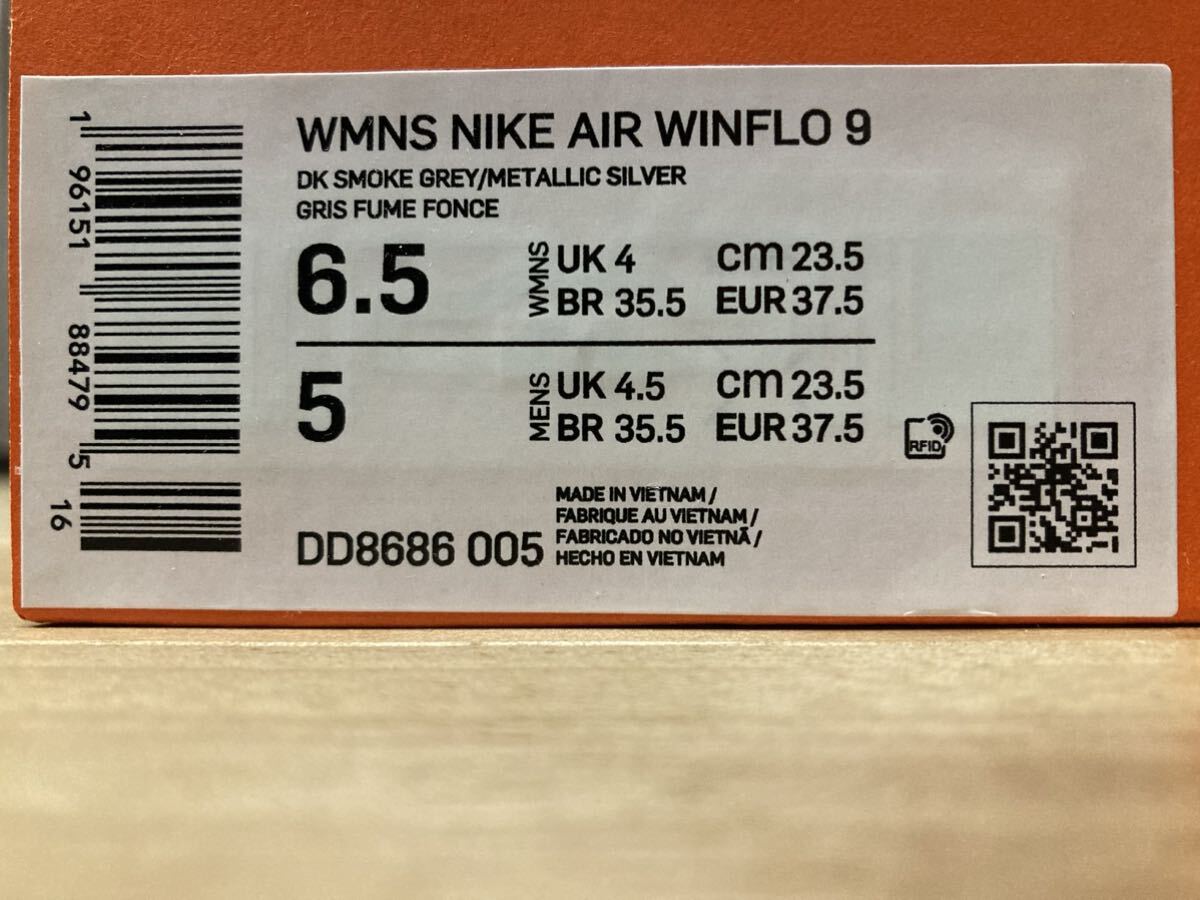 WMNS NIKE AIR WINFLO 9
DK SMOKE GREY/METALLIC SILVER
GRIS FUME FONCE
6.5
WMNS
UK 4 cm 23.5
BR 35.5 EUR 37.5
5
MENS
UK 4.5 cm 23.5
BR 35.5 EUR 37.5
RFID
DD8686 005
MADE IN VIETNAM /
FABRIQUE AU VIETNAM /
FABRICADO NO VIETNÃ /
HECHO EN VIETNAM
1 96151 88479 5
16